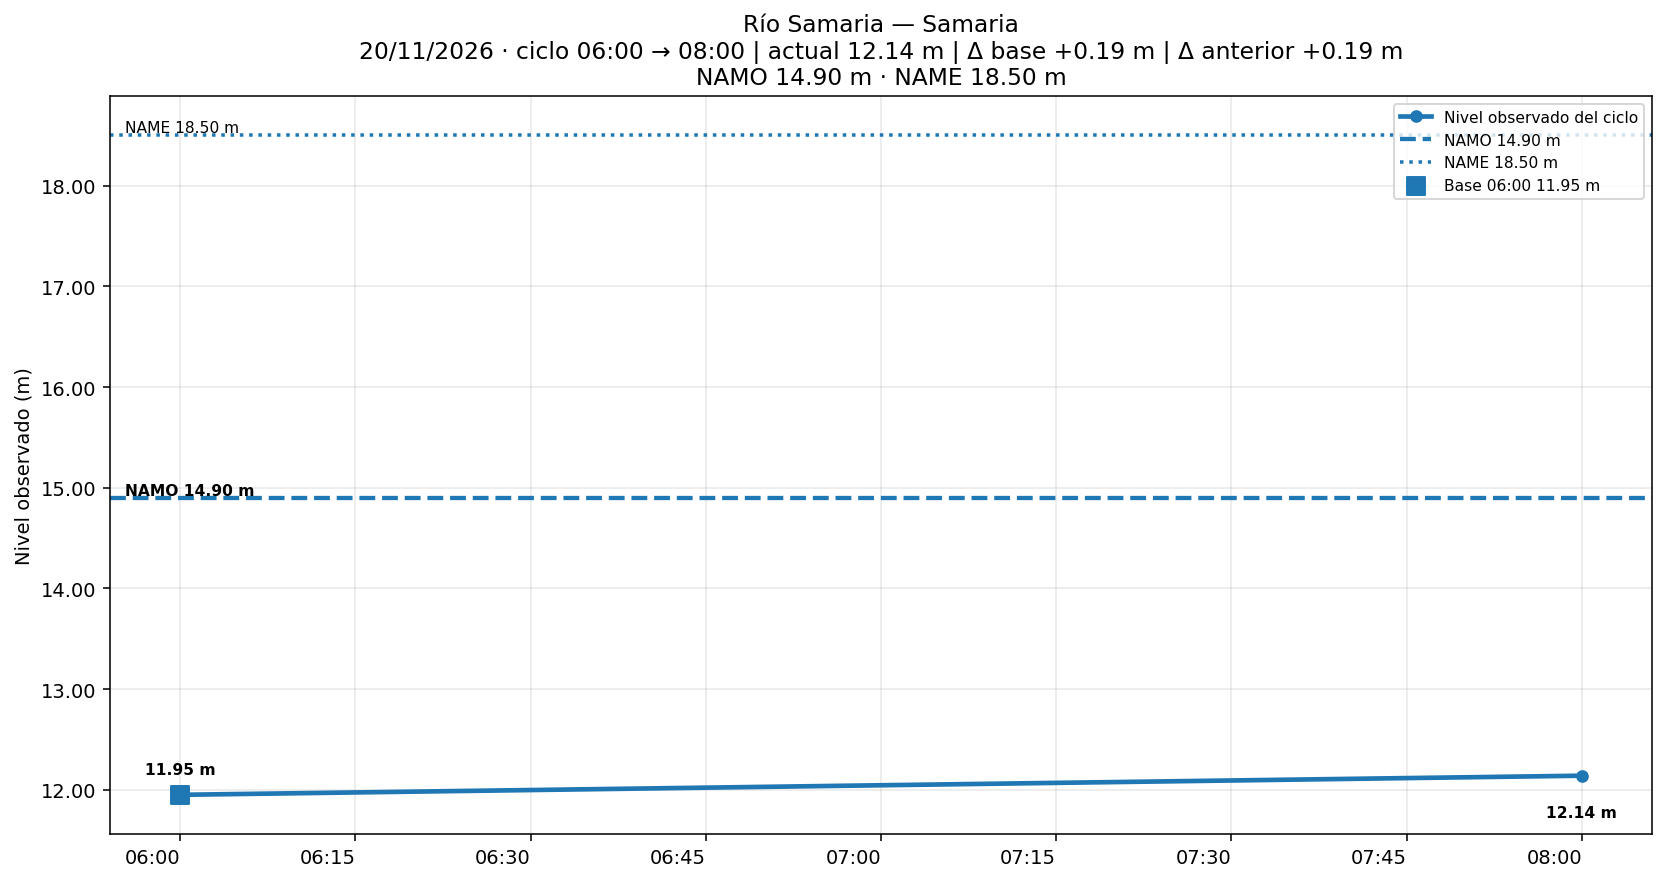 Río Samaria — Samaria
20/11/2026 · ciclo 06:00 → 08:00 | actual 12.14 m | Δ base +0.19 m | Δ anterior +0.19 m
NAMO 14.90 m · NAME 18.50 m
NAME 18.50 m
Nivel observado del ciclo
NAMO 14.90 m
NAME 18.50 m
Base 06:00 11.95 m
18.00
17.00
16.00
15.00
14.00
13.00
12.00
Nivel observado (m)
NAMO 14.90 m
11.95 m
12.14 m
06:00
06:15
06:30
06:45
07:00
07:15
07:30
07:45
08:00